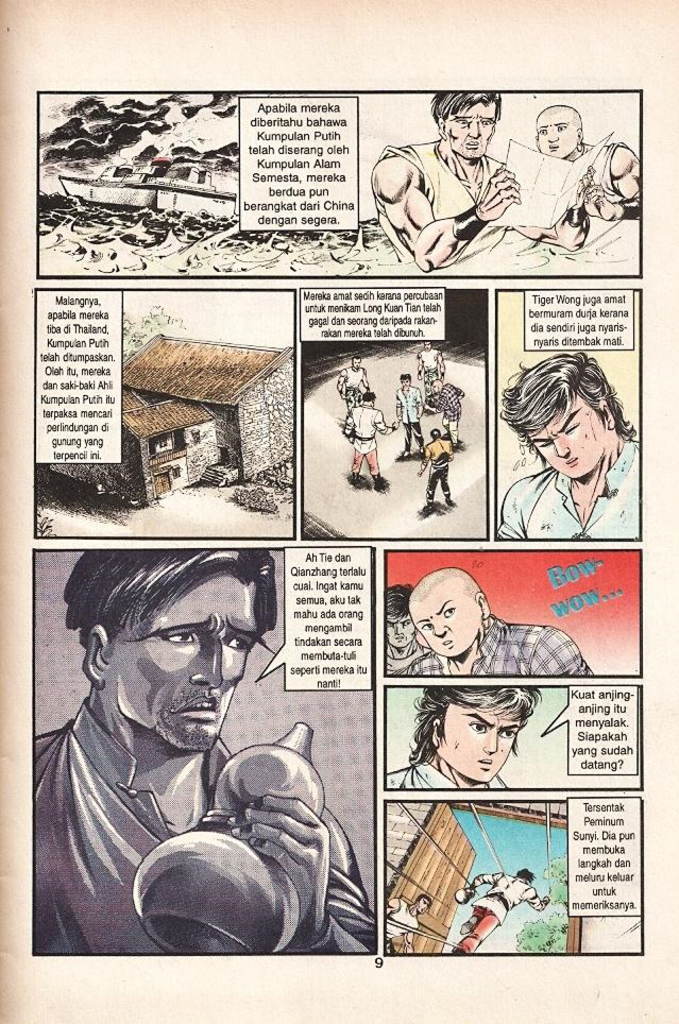 Apabila mereka
diberitahu bahawa
Kumpulan Putih
telah diserang oleh
Kumpulan Alam
Semesta, mereka
berdua pun
berangkat dari China
dengan segera.
Malangnya,
apabila mereka
tiba di Thailand,
Kumpulan Putih
telah ditumpaskan.
Oleh itu, mereka
dan saki-baki Ahli
Kumpulan Putih itu
terpaksa mencari
perlindungan di
gunung yang
terpencil ini.
Mereka amat sedih kerana percubaan
untuk menikam Long Kuan Tian telah
gagal dan seorang daripada rakan-
rakan mereka telah dibunuh.
Tiger Wong juga amat
bermuram durja kerana
dia sendiri juga nyaris-
nyaris ditembak mati.
Ah Tie dan
Qianzhang terlalu
cuai. Ingat kamu
semua, aku tak
mahu ada orang
mengambil
tindakan secara
membuta-tuli
seperti mereka itu
nanti!
BOW-
WOW...
Kuat anjing-
anjing itu
menyalak.
Siapakah
yang sudah
datang?
Tersentak
Peminum
Sunyi. Dia pun
membuka
langkah dan
meluru keluar
untuk
memeriksanya.
9